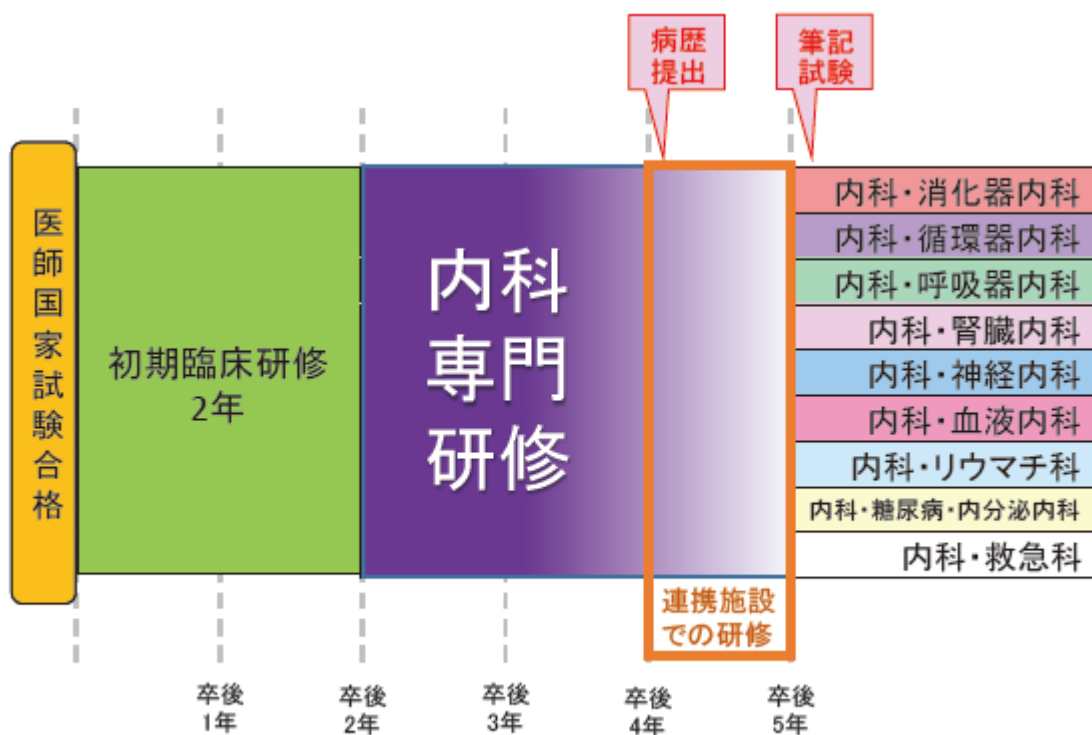 病歴
提出
筆記
試験
医師国家試験合格
初期臨床研修
2年
内科
専門
研修
内科・消化器内科
内科・循環器内科
内科・呼吸器内科
内科・腎臓内科
内科・神経内科
内科・血液内科
内科・リウマチ科
内科・糖尿病・内分泌内科
内科・救急科
連携施設
での研修
卒後
1年
卒後
2年
卒後
3年
卒後
4年
卒後
5年